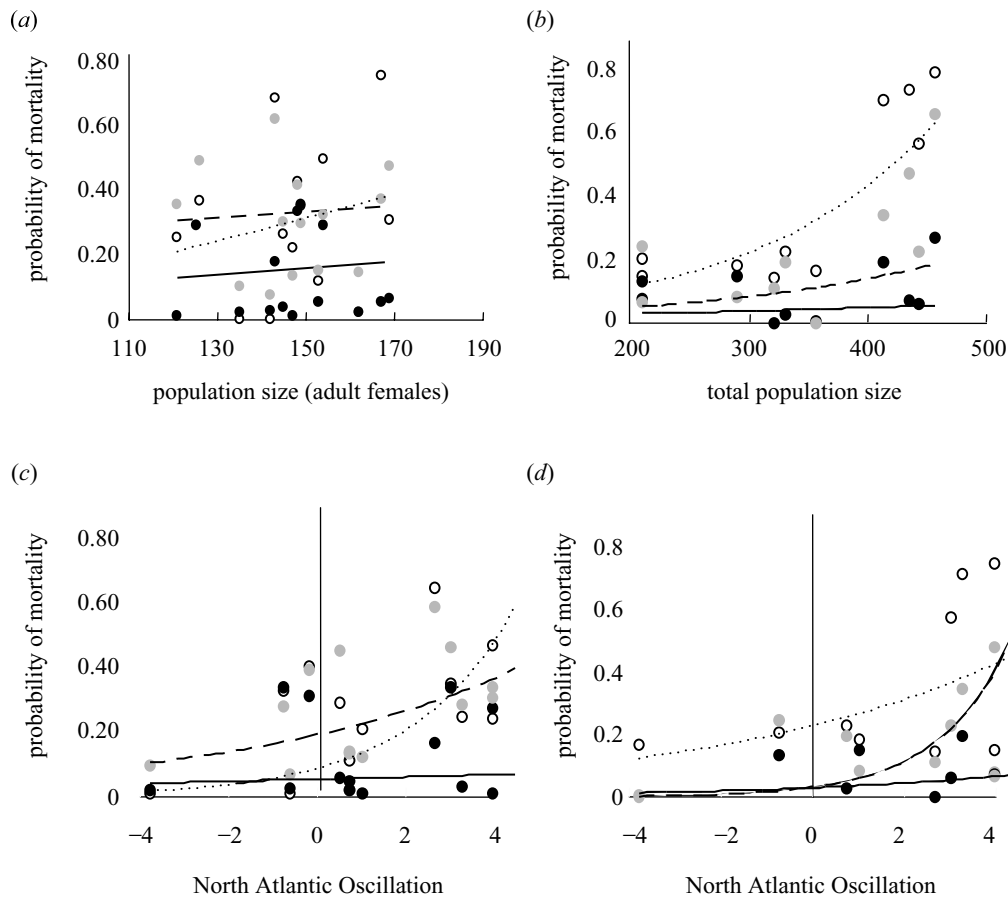 (a)
probability of mortality
0.80
0.60
0.40
0.20
0
110 130 150 170 190
population size (adult females)
(b)
probability of mortality
0.8
0.6
0.4
0.2
0
200 300 400 500
total population size
(c)
probability of mortality
0.80
0.60
0.40
0.20
0
−4 −2 0 2 4
North Atlantic Oscillation
(d)
probability of mortality
0.8
0.6
0.4
0.2
0
−4 −2 0 2 4
North Atlantic Oscillation